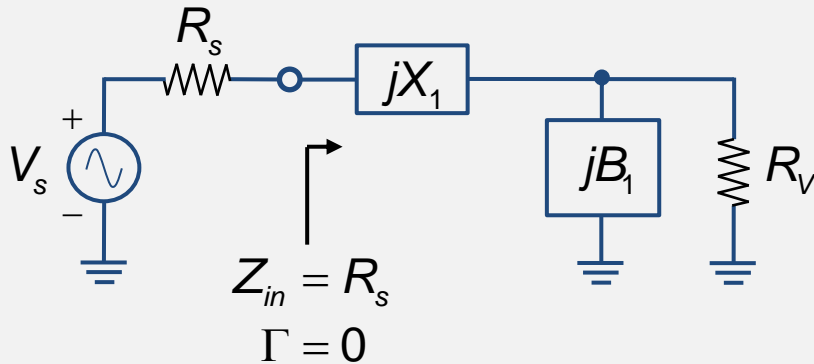 R_s
jX_1
+
V_s
−
jB_1
R_V
Z_in = R_s
Γ = 0